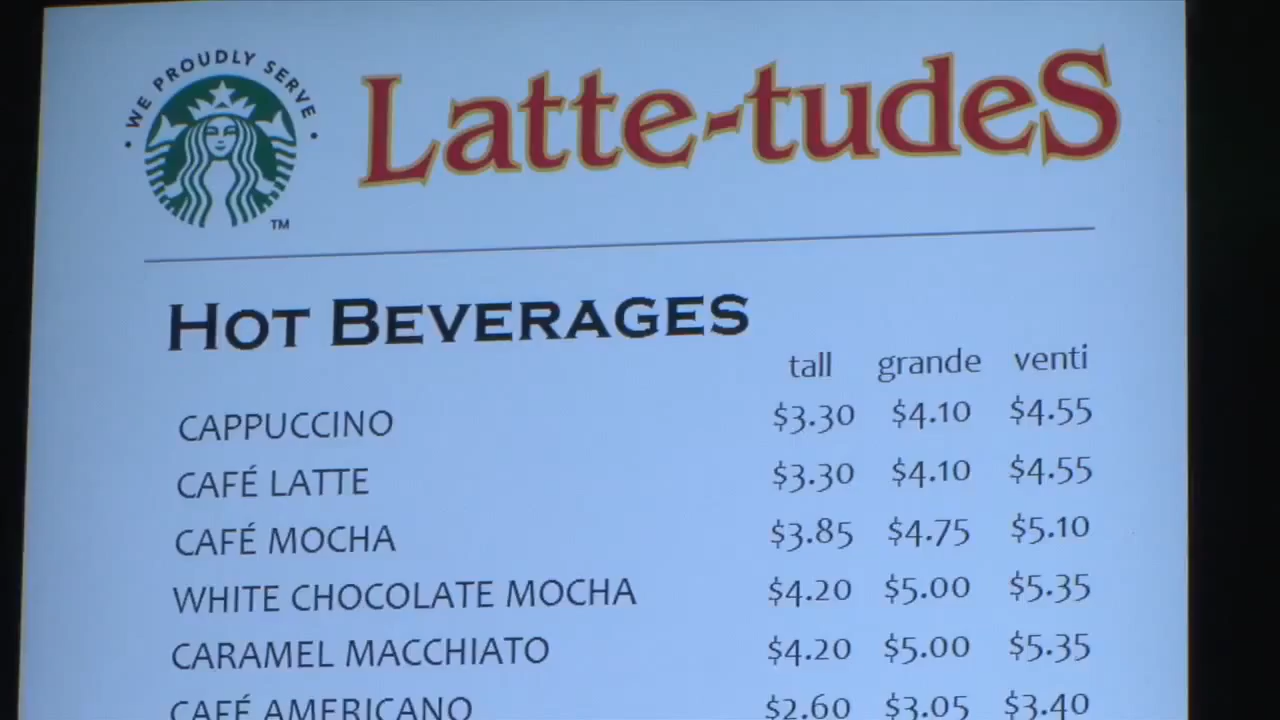 • WE PROUDLY SERVE •
TM
Latte-tudeS
HOT BEVERAGES
tall grande venti
CAPPUCCINO $3.30 $4.10 $4.55
CAFÉ LATTE $3.30 $4.10 $4.55
CAFÉ MOCHA $3.85 $4.75 $5.10
WHITE CHOCOLATE MOCHA $4.20 $5.00 $5.35
CARAMEL MACCHIATO $4.20 $5.00 $5.35
CAFÉ AMERICANO $2.60 $3.05 $3.40